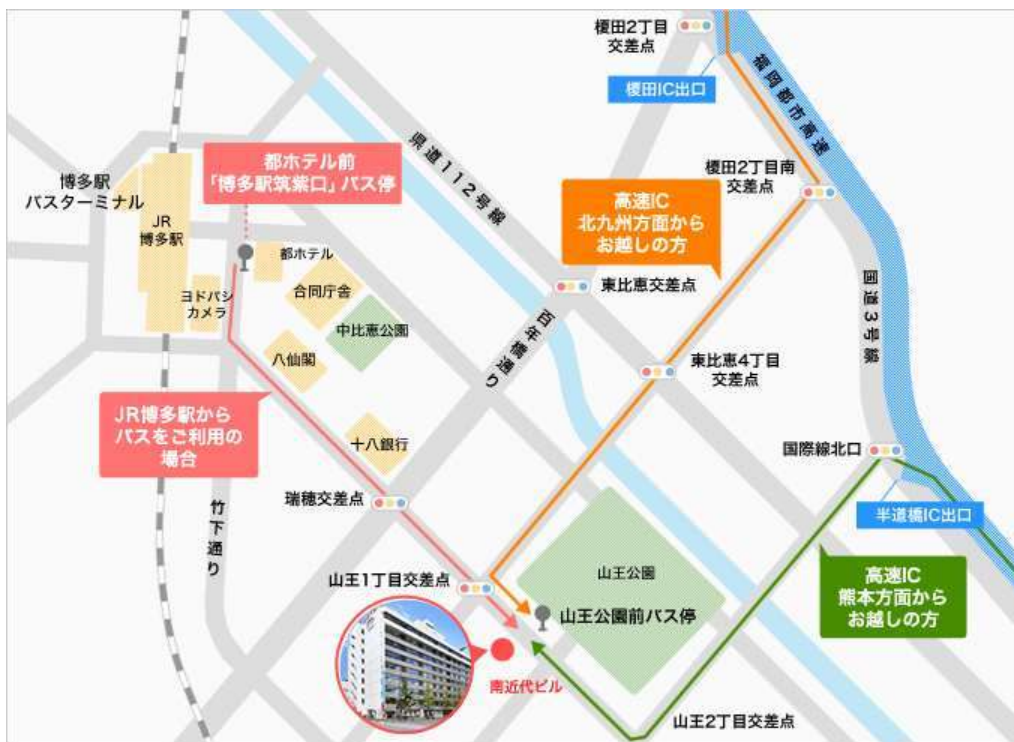 榎田2丁目
交差点
榎田IC出口
福岡都市高速
県道112号線
榎田2丁目南
交差点
都ホテル前
「博多駅筑紫口」バス停
博多駅
バスターミナル
JR
博多駅
高速IC
北九州方面から
お越しの方
都ホテル
合同庁舎
ヨドバシ
カメラ
中比恵公園
東比恵交差点
百年橋通り
国道3号線
八仙閣
東比恵4丁目
交差点
JR博多駅から
バスをご利用の
場合
十八銀行
国際線北口
瑞穂交差点
半道橋IC出口
竹下通り
山王1丁目交差点
山王公園
高速IC
熊本方面から
お越しの方
山王公園前バス停
南近代ビル
山王2丁目交差点